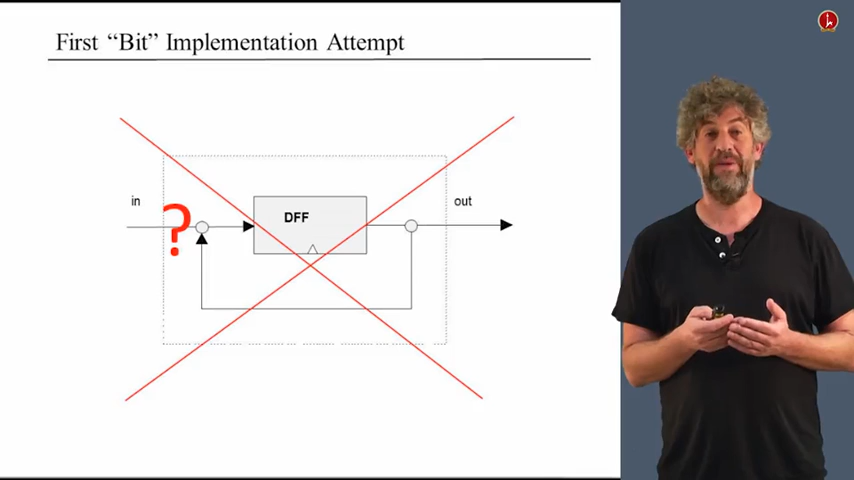 First “Bit” Implementation Attempt
in
?
DFF
out